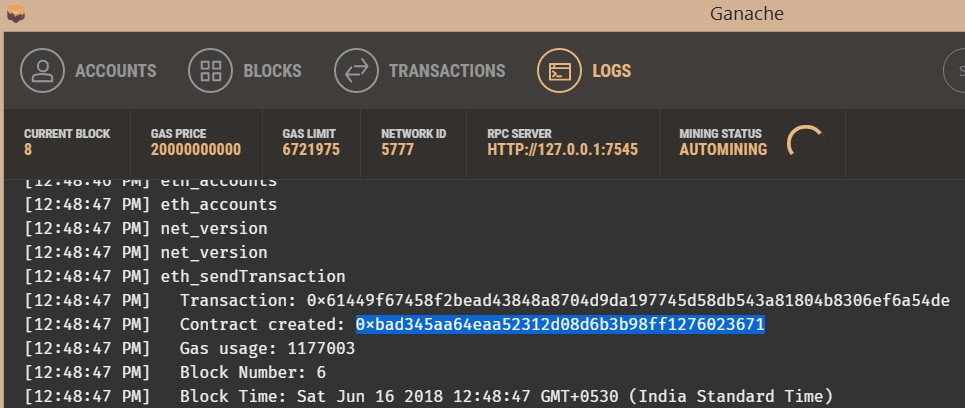 Ganache
ACCOUNTS BLOCKS TRANSACTIONS LOGS
CURRENT BLOCK GAS PRICE GAS LIMIT NETWORK ID RPC SERVER MINING STATUS
8 20000000000 6721975 5777 HTTP://127.0.0.1:7545 AUTOMINING
[12:48:46 PM] eth_accounts
[12:48:47 PM] eth_accounts
[12:48:47 PM] net_version
[12:48:47 PM] net_version
[12:48:47 PM] eth_sendTransaction
[12:48:47 PM] Transaction: 0×61449f67458f2bead43848a8704d9da197745d58db543a81804b8306ef6a54de
[12:48:47 PM] Contract created: 0×bad345aa64eaa52312d08d6b3b98ff1276023671
[12:48:47 PM] Gas usage: 1177003
[12:48:47 PM] Block Number: 6
[12:48:47 PM] Block Time: Sat Jun 16 2018 12:48:47 GMT+0530 (India Standard Time)